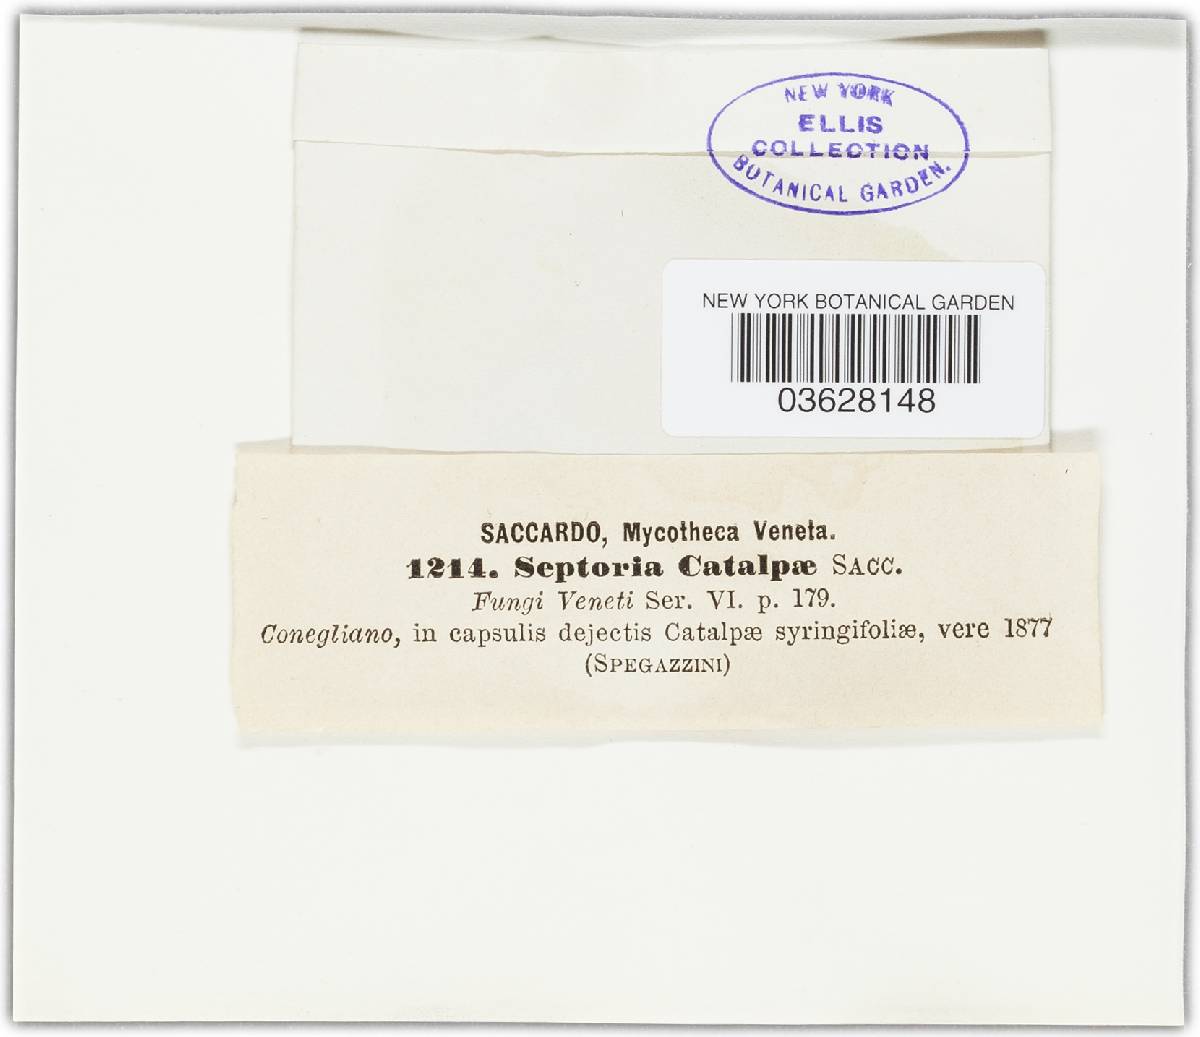 NEW YORK
ELLIS
COLLECTION
BOTANICAL GARDEN.
NEW YORK BOTANICAL GARDEN
03628148
SACCARDO, Mycotheca Veneta.
1214. Septoria Catalpæ SACC.
Fungi Veneti Ser. VI. p. 179.
Conegliano, in capsulis dejectis Catalpæ syringifoliæ, vere 1877
(SPEGAZZINI)